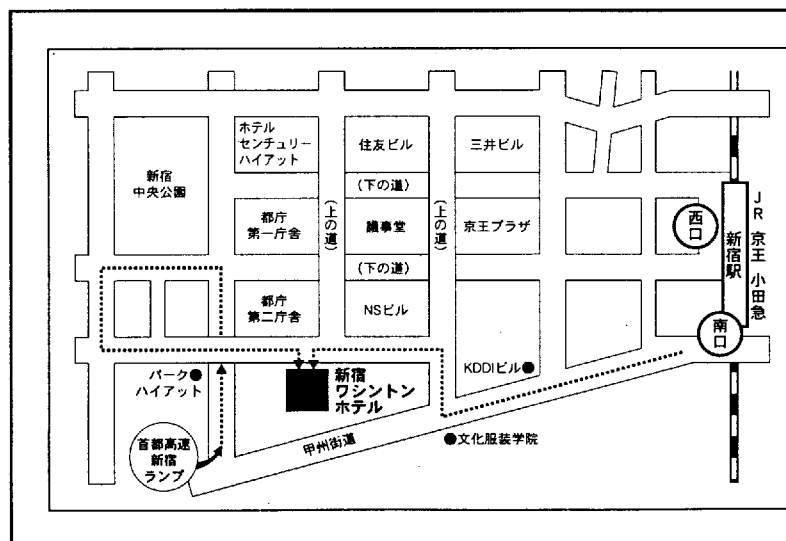 ホテル
センチュリー
ハイアット
住友ビル
三井ビル
新宿
中央公園
(下の道)
(上の道)
(上の道)
都庁
第一庁舎
議事堂
京王プラザ
西口
新宿駅
JR 京王 小田急
(下の道)
都庁
第二庁舎
NSビル
南口
パーク
ハイアット
新宿
ワシントン
ホテル
KDDIビル
首都高速
新宿
ランプ
甲州街道
文化服装学院